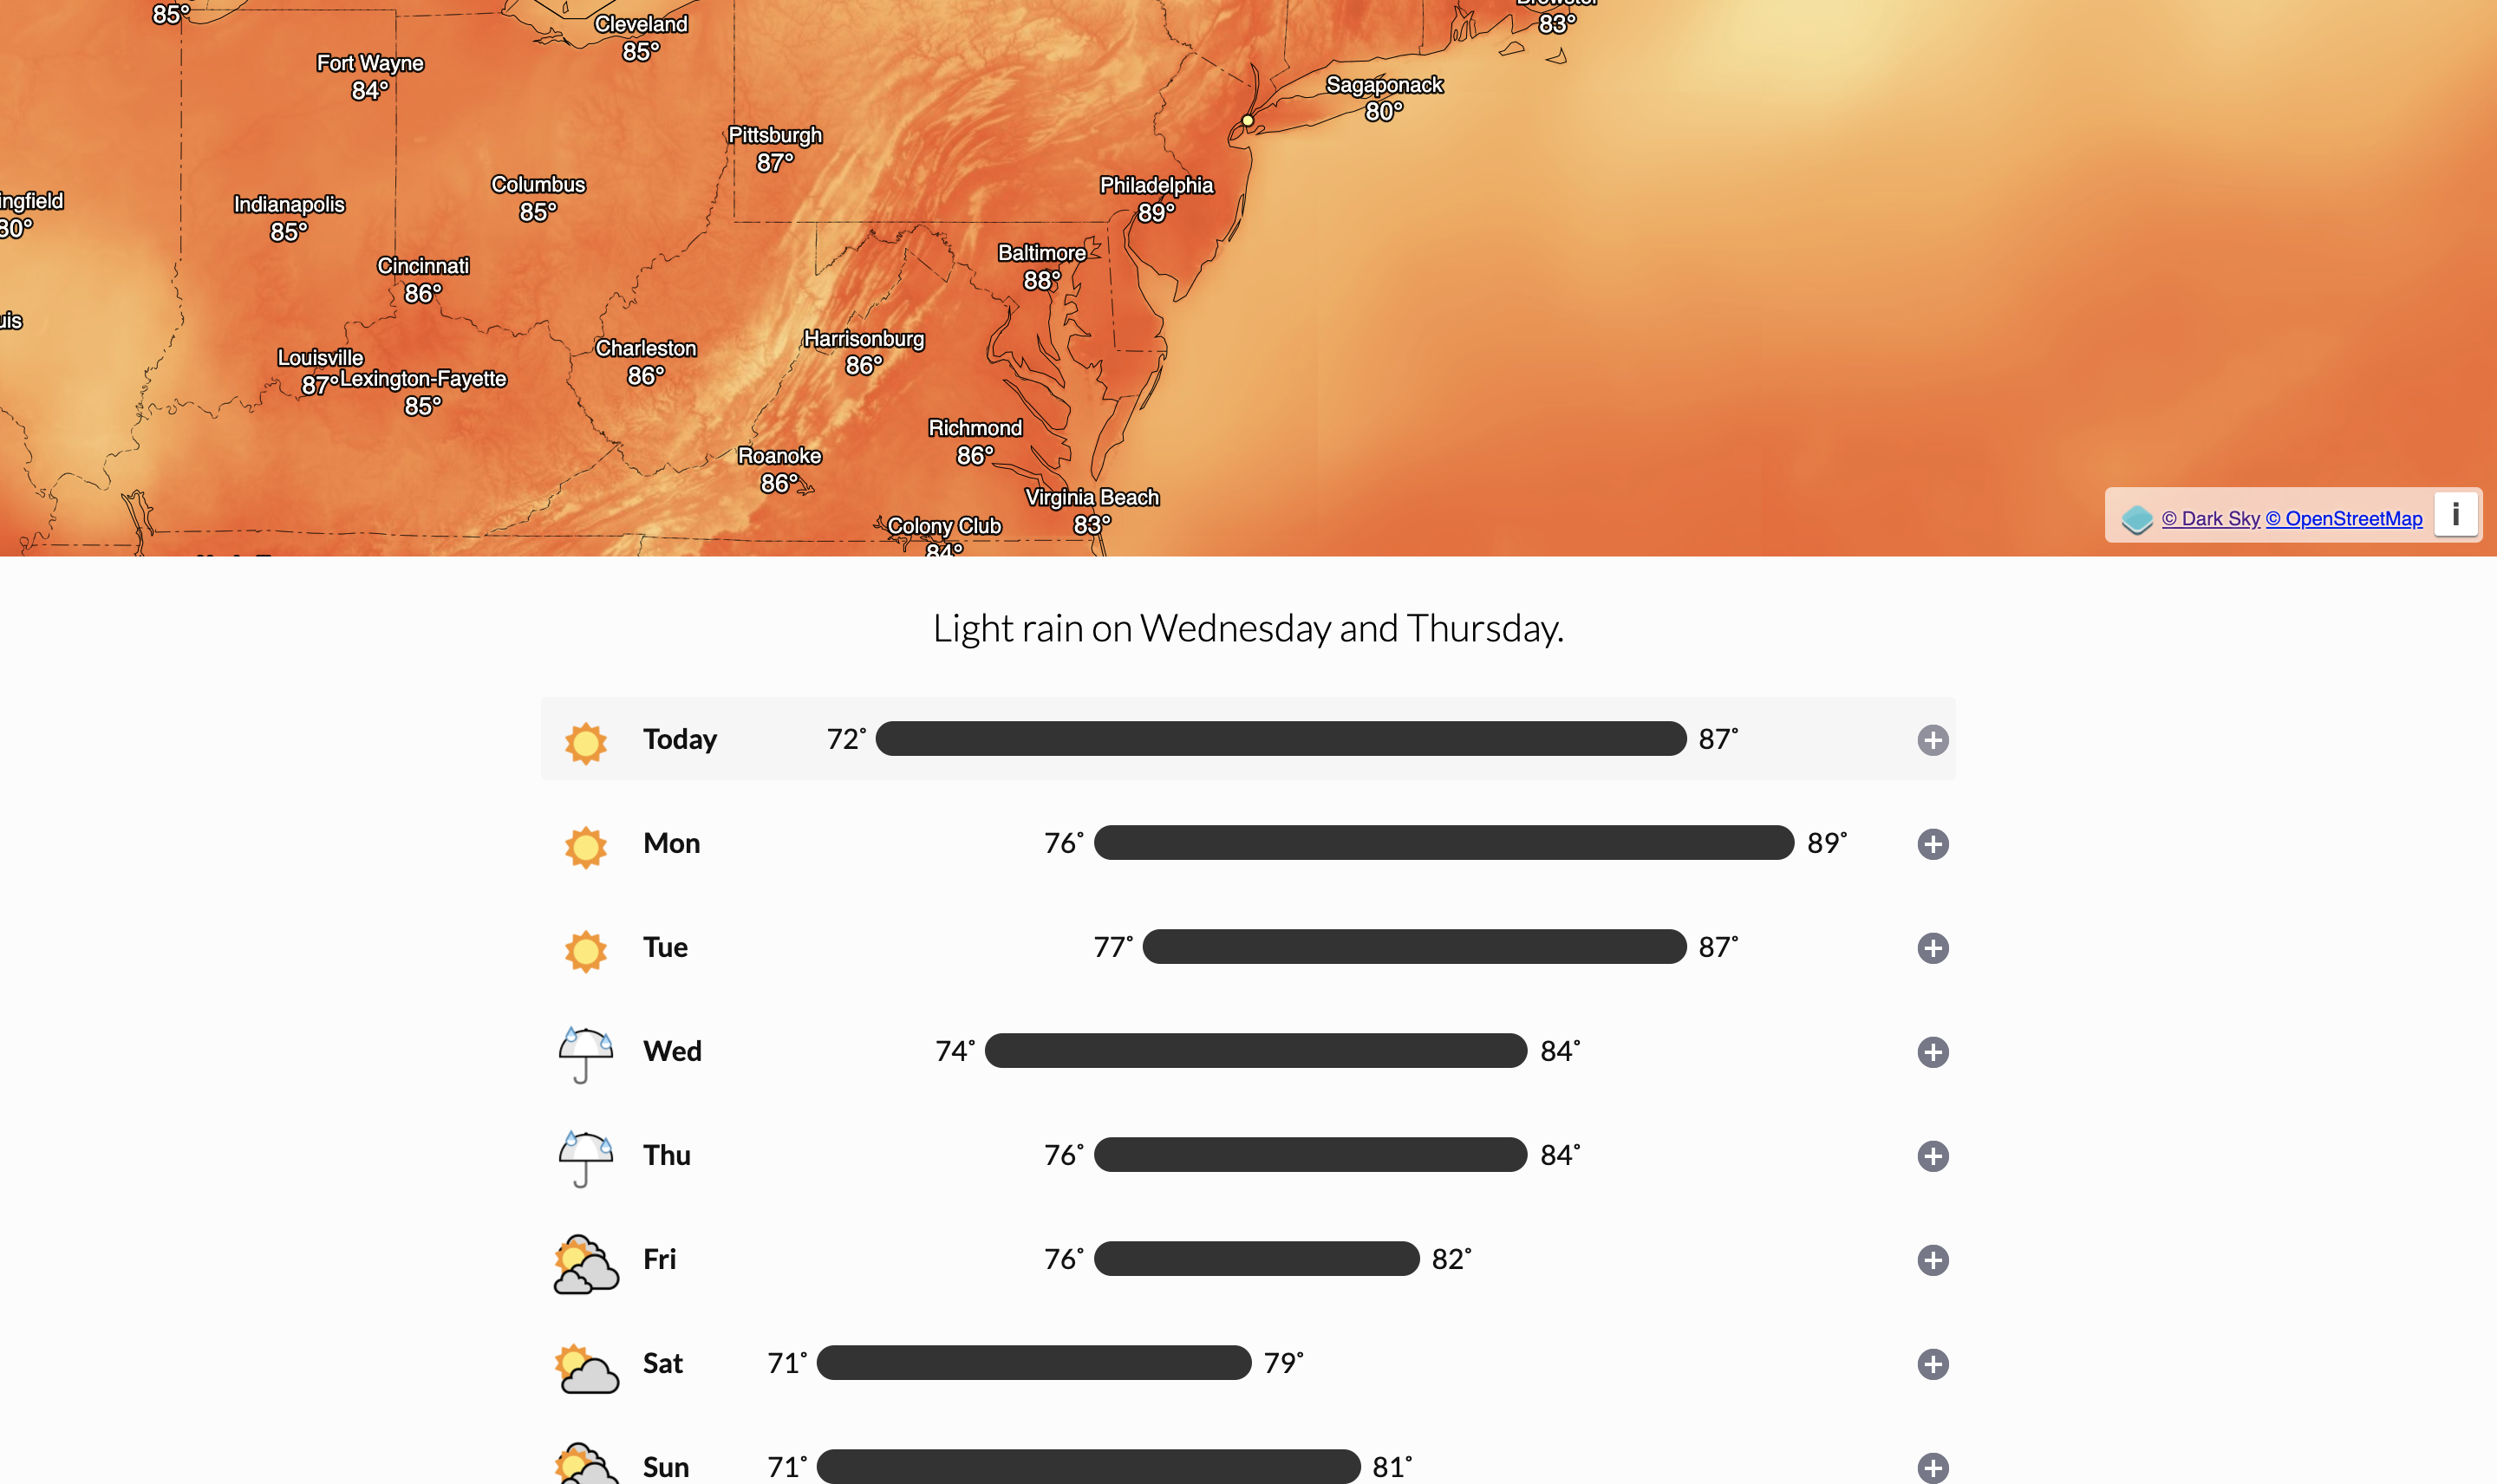 85°
Cleveland
85°
83°
Fort Wayne
84°
Sagaponack
80°
Pittsburgh
87°
Columbus
85°
Philadelphia
89°
ingfield
30°
Indianapolis
85°
Baltimore
88°
Cincinnati
86°
uis
Harrisonburg
86°
Charleston
86°
Louisville
87°
Lexington-Fayette
85°
Richmond
86°
Roanoke
86°
Virginia Beach
83°
Colony Club
84°
© Dark Sky © OpenStreetMap i
Light rain on Wednesday and Thursday.
Today 72˚ 87˚
Mon 76˚ 89˚
Tue 77˚ 87˚
Wed 74˚ 84˚
Thu 76˚ 84˚
Fri 76˚ 82˚
Sat 71˚ 79˚
Sun 71˚ 81˚